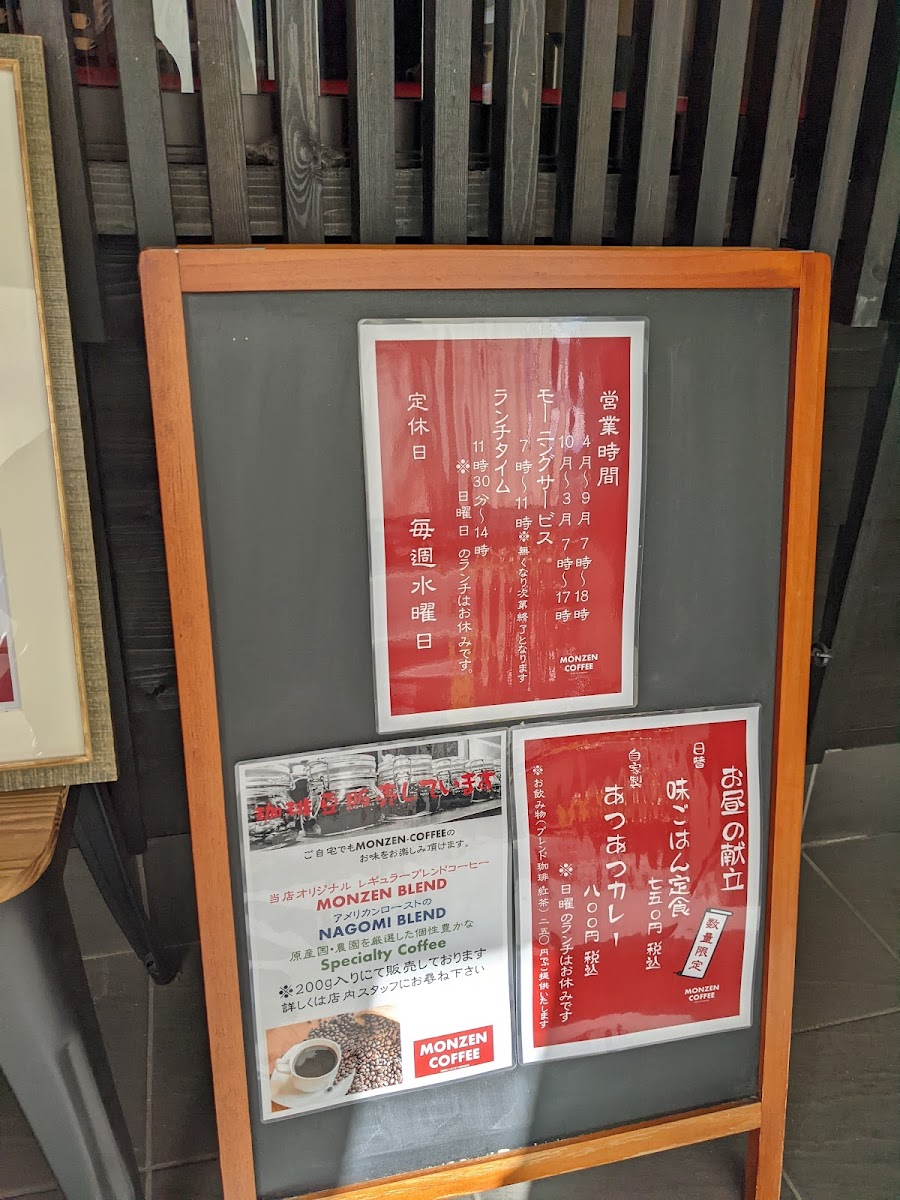 営業時間
4月〜9月 7時〜18時
10月〜3月 7時〜17時
モーニングサービス
7時〜11時※無くなり次第終了となります
ランチタイム
11時30分〜14時
※日曜日のランチはお休みです。
定休日 毎週水曜日
MONZEN
COFFEE
珈琲豆販売しています
ご自宅でもMONZEN-COFFEEの
お味をお楽しみ頂けます。
当店オリジナル レギュラーブレンドコーヒー
MONZEN BLEND
アメリカンローストの
NAGOMI BLEND
原産国・農園を厳選した個性豊かな
Specialty Coffee
※200g入りにて販売しております
詳しくは店内スタッフにお尋ね下さい
MONZEN
COFFEE
お昼の献立
数量限定
日替 味ごはん定食
七五0円 税込
自家製 あつあつカレー
八00円 税込
※日曜のランチはお休みです
※お飲み物(ブレンド珈琲 紅茶)二五0円でご提供いたします
MONZEN
COFFEE